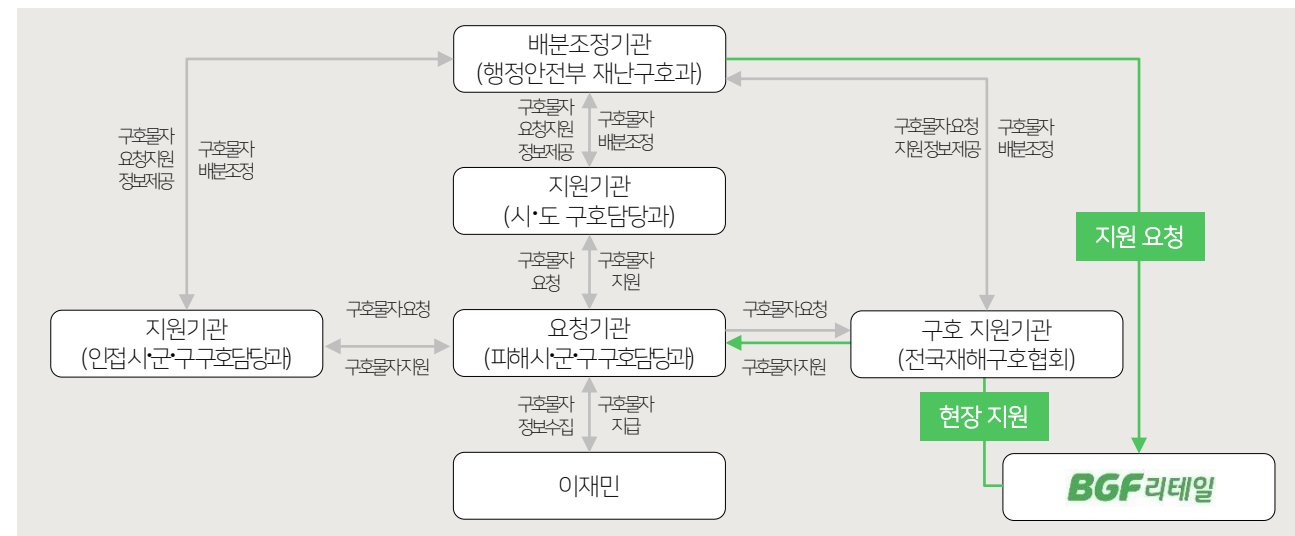 배분조정기관
(행정안전부 재난구호과)
구호물자
요청지원
정보제공
구호물자
배분조정
구호물자
요청지원
정보제공
구호물자
배분조정
구호물자요청
지원정보제공
구호물자
배분조정
지원기관
(시·도 구호담당과)
지원 요청
구호물자
요청
구호물자
지원
지원기관
(인접시·군·구구호담당과)
구호물자요청
구호물자지원
요청기관
(피해시·군·구구호담당과)
구호물자요청
구호물자지원
구호 지원기관
(전국재해구호협회)
구호물자
정보수집
구호물자
지급
현장 지원
이재민
BGF리테일